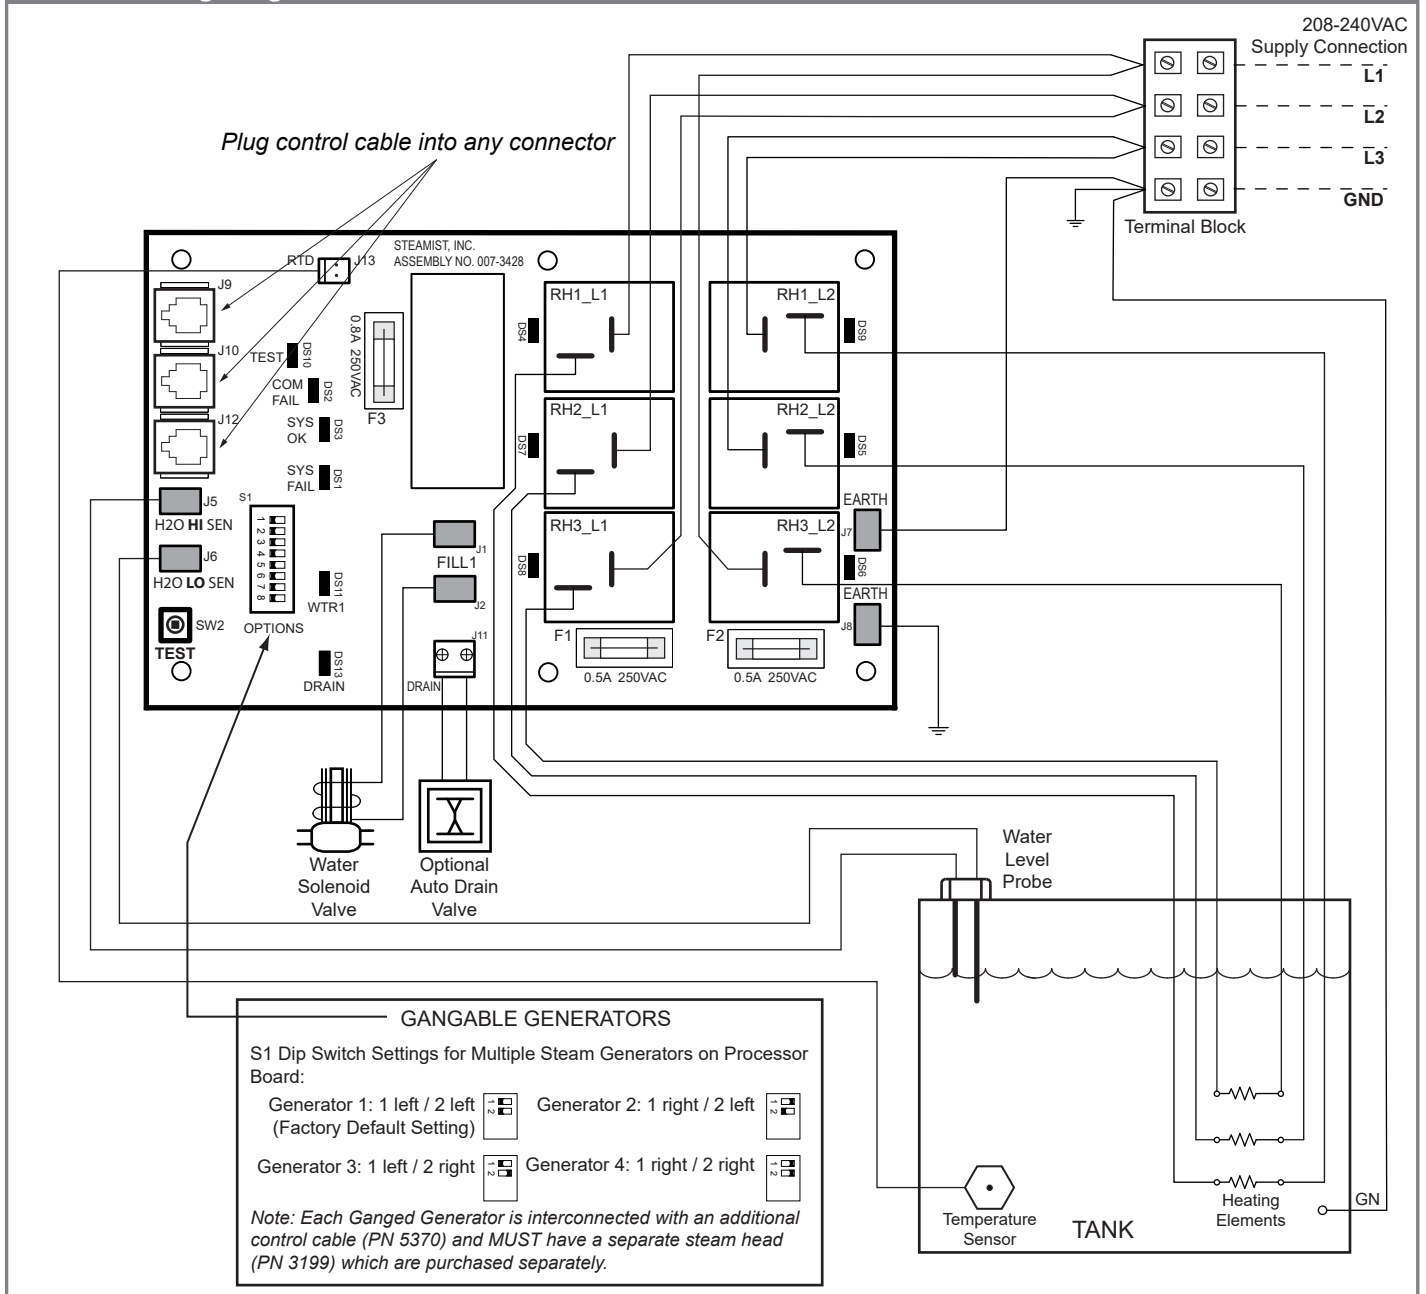 208-240VAC
Supply Connection
L1
L2
L3
GND
Terminal Block
Plug control cable into any connector
STEAMIST, INC.
ASSEMBLY NO. 007-3428
RTD
J13
J9
J10
J12
TEST
DS10
COM
FAIL
DS2
SYS
OK
DS3
SYS
FAIL
DS1
0.8A 250VAC
F3
RH1_L1
DS4
RH1_L2
DS9
RH2_L1
DS7
RH2_L2
DS5
RH3_L1
DS8
RH3_L2
DS6
EARTH
J7
EARTH
J8
J5
H2O HI SEN
J6
H2O LO SEN
S1
1
2
3
4
5
6
7
8
OPTIONS
SW2
TEST
DS11
WTR1
DS13
DRAIN
J1
FILL1
J2
J11
DRAIN
F1
0.5A 250VAC
F2
0.5A 250VAC
Water
Solenoid
Valve
Optional
Auto Drain
Valve
Water
Level
Probe
GANGABLE GENERATORS
S1 Dip Switch Settings for Multiple Steam Generators on Processor
Board:
Generator 1: 1 left / 2 left
(Factory Default Setting)
1
2
Generator 2: 1 right / 2 left
1
2
Generator 3: 1 left / 2 right
1
2
Generator 4: 1 right / 2 right
1
2
Note: Each Ganged Generator is interconnected with an additional
control cable (PN 5370) and MUST have a separate steam head
(PN 3199) which are purchased separately.
Temperature
Sensor
TANK
Heating
Elements
GN